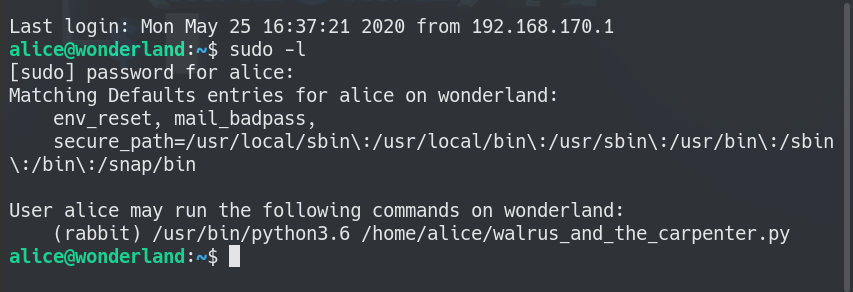 Last login: Mon May 25 16:37:21 2020 from 192.168.170.1
alice@wonderland:~$ sudo -l
[sudo] password for alice:
Matching Defaults entries for alice on wonderland:
    env_reset, mail_badpass,
    secure_path=/usr/local/sbin\:/usr/local/bin\:/usr/sbin\:/usr/bin\:/sbin
\:/bin\:/snap/bin

User alice may run the following commands on wonderland:
    (rabbit) /usr/bin/python3.6 /home/alice/walrus_and_the_carpenter.py
alice@wonderland:~$